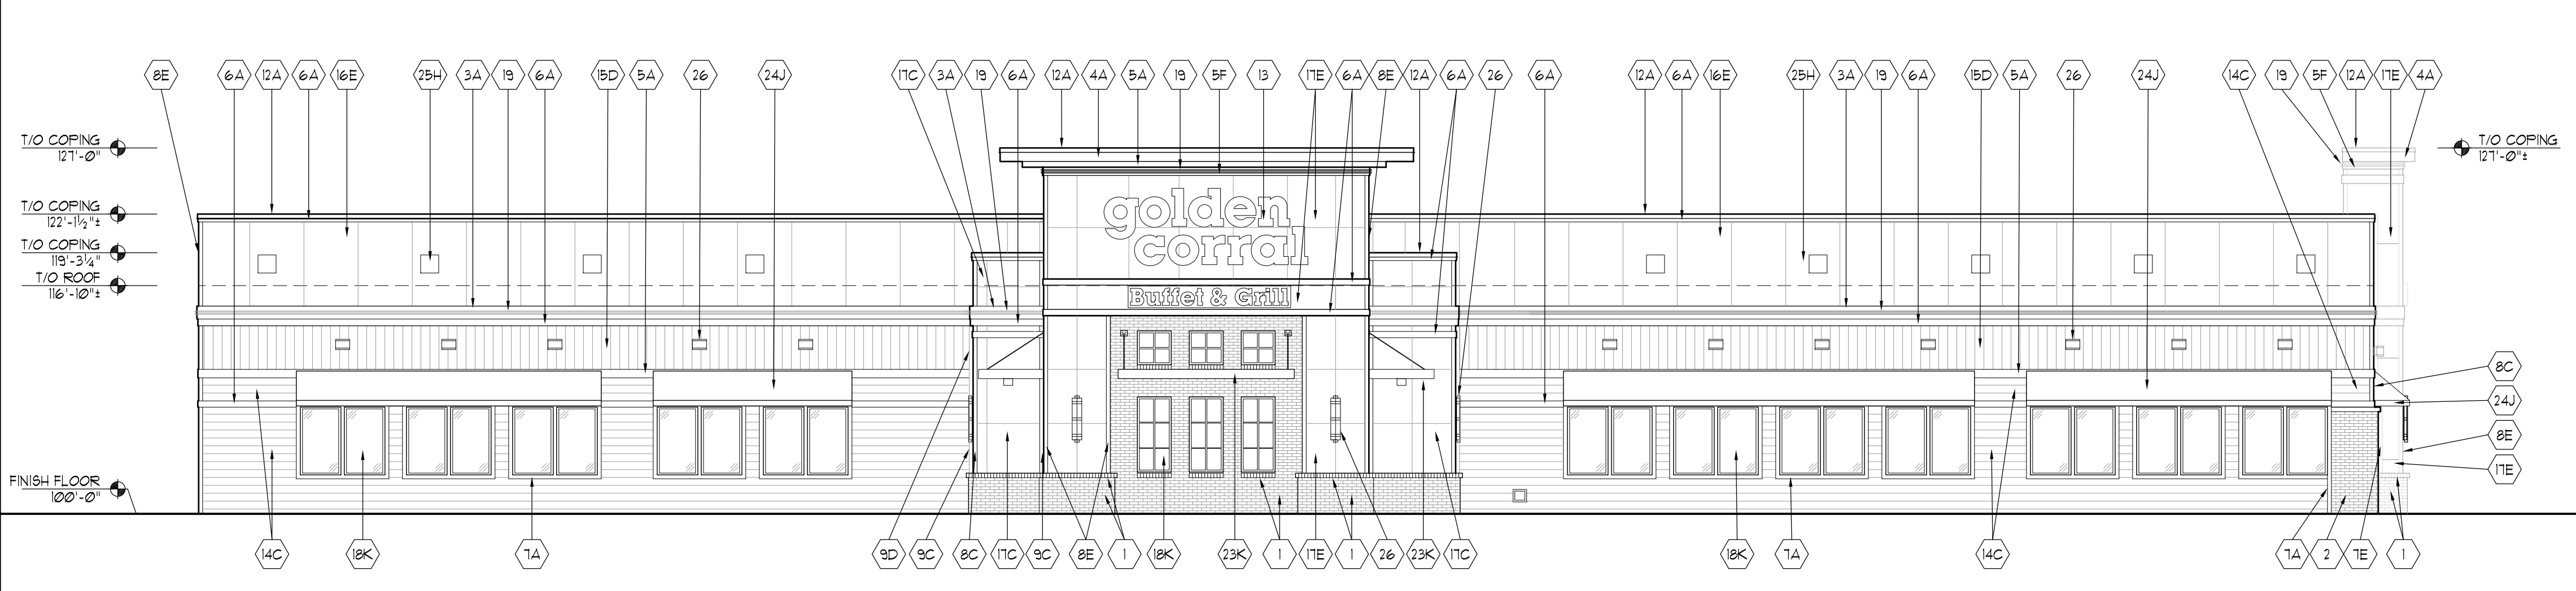 8E 6A 12A 6A 16E 25H 3A 19 6A 15D 5A 26 24J 17C 3A 19 6A 12A 4A 5A 19 5F 13 17E 6A 8E 12A 6A 26 6A 12A 6A 16E 25H 3A 19 6A 15D 5A 26 24J 14C 19 5F 12A 17E 4A
T/O COPING
127'-0"
T/O COPING
127'-0"±
T/O COPING
122'-1½"±
T/O COPING
119'-3¼"
T/O ROOF
116'-10"±
golden
corral
Buffet & Grill
8C
24J
8E
17E
FINISH FLOOR
100'-0"
14C 18K 7A 9D 9C 8C 17C 9C 8E 1 18K 23K 1 17E 1 26 23K 17C 18K 7A 14C 7A 2 7E 1